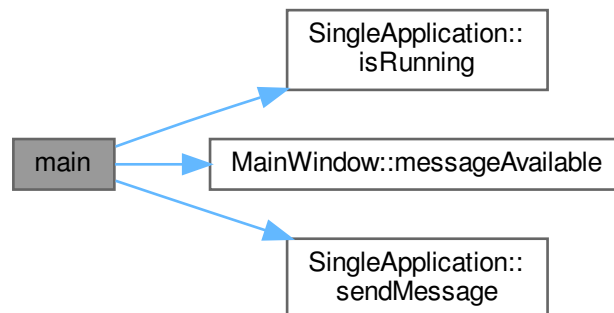 main
SingleApplication::
isRunning
MainWindow::messageAvailable
SingleApplication::
sendMessage